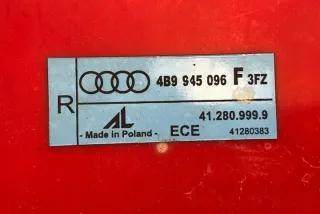 R
4B9 945 096 F 3FZ
AL 41.280.999.9
- Made in Poland - ECE 41280383